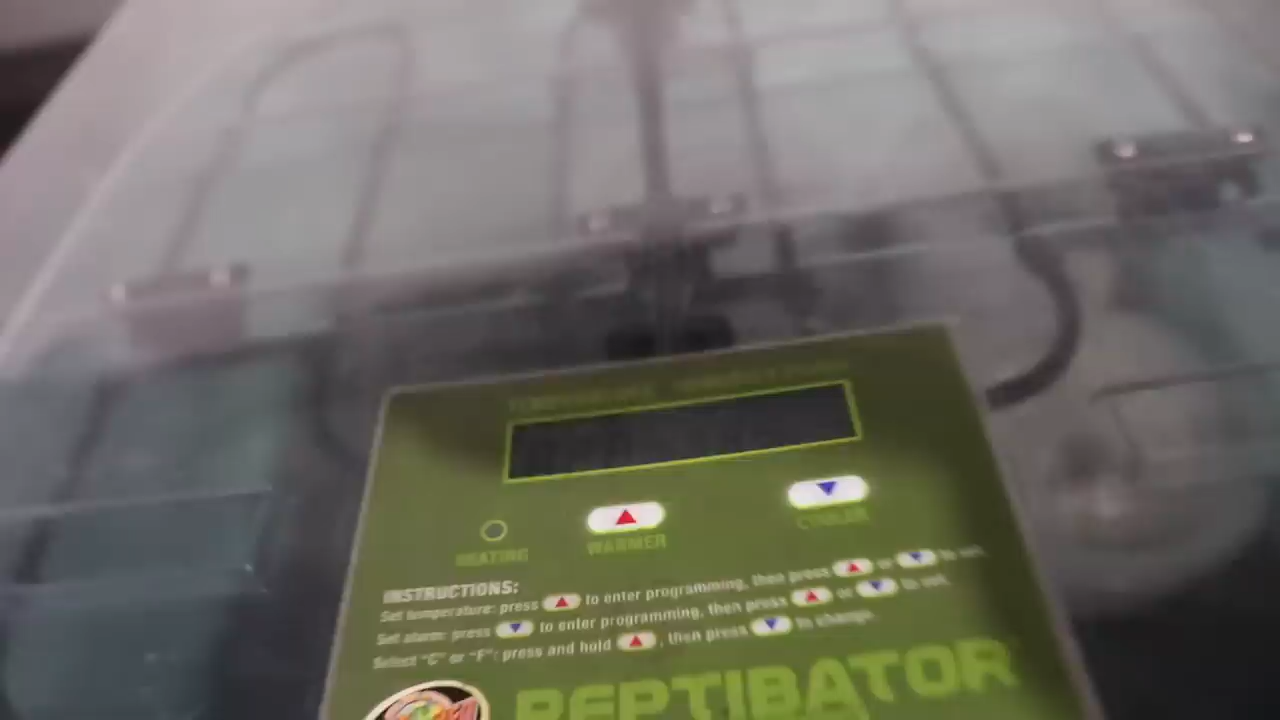 HEATING
WARMER
COOLER
INSTRUCTIONS:
Set temperature: press to enter programming, then press or to set.
Set alarm: press to enter programming, then press or to set.
Select "C" or "F": press and hold , then press to change.
REPTIBATOR